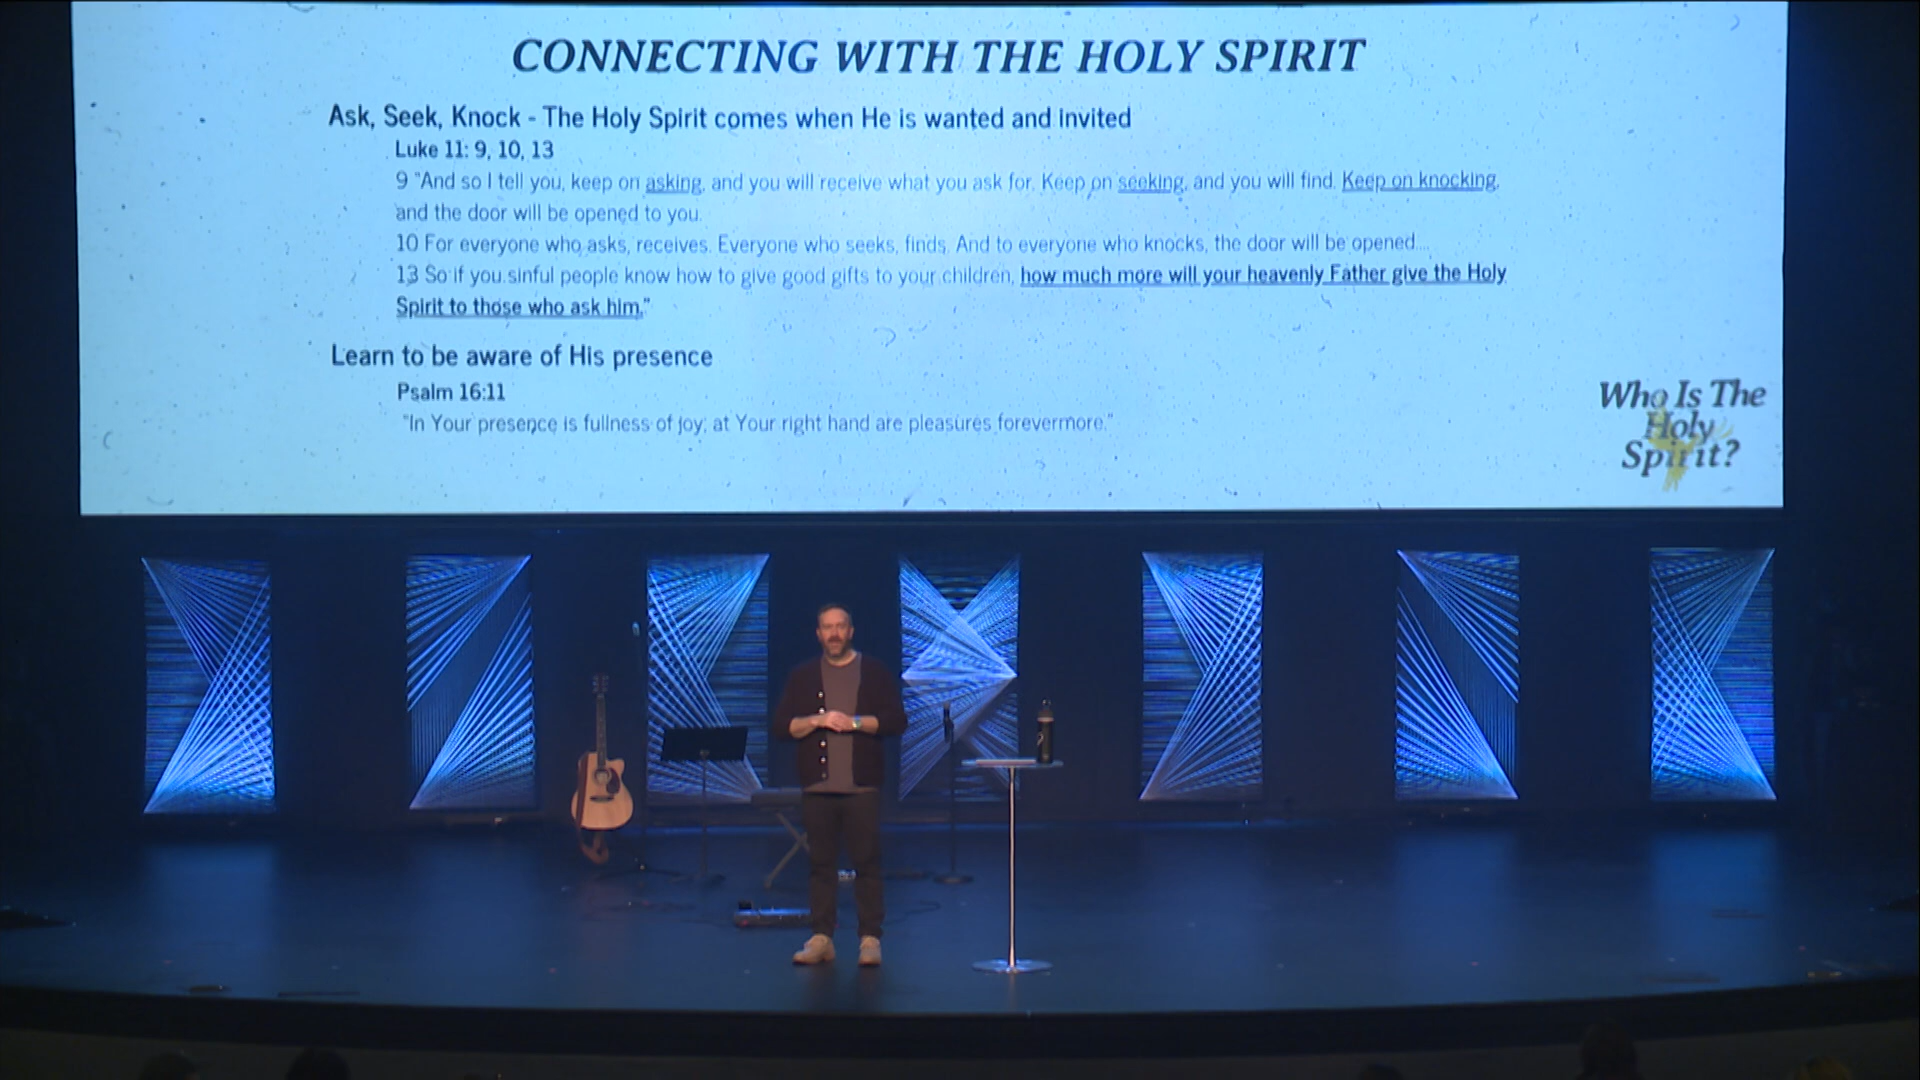 CONNECTING WITH THE HOLY SPIRIT
Ask, Seek, Knock - The Holy Spirit comes when He is wanted and invited
Luke 11: 9, 10, 13
9 "And so I tell you, keep on asking, and you will receive what you ask for. Keep on seeking, and you will find. Keep on knocking,
and the door will be opened to you.
10 For everyone who asks, receives. Everyone who seeks, finds. And to everyone who knocks, the door will be opened....
13 So if you sinful people know how to give good gifts to your children, how much more will your heavenly Father give the Holy
Spirit to those who ask him."
Learn to be aware of His presence
Psalm 16:11
"In Your presence is fullness of joy; at Your right hand are pleasures forevermore."
Who Is The
Holy
Spirit?